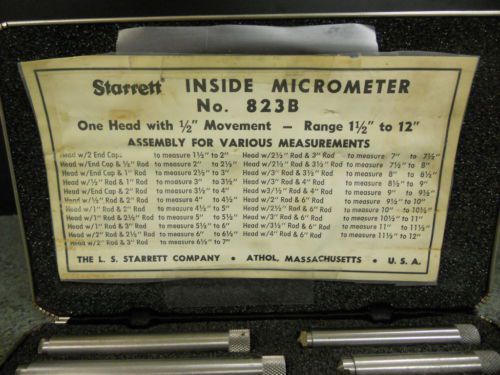 Starrett INSIDE MICROMETER
No. 823B
One Head with ½" Movement — Range 1½" to 12"
ASSEMBLY FOR VARIOUS MEASUREMENTS
Head w/2 End Caps to measure 1½" to 2"
Head w/End Cap & ½" Rod to measure 2" to 2½"
Head w/End Cap & 1" Rod to measure 2½" to 3"
Head w/½" Rod & 1" Rod to measure 3" to 3½"
Head w/End Cap & 2" Rod to measure 3½" to 4"
Head w/½" Rod & 2" Rod to measure 4" to 4½"
Head w/1" Rod & 2" Rod to measure 4½" to 5"
Head w/1" Rod & 2½" Rod to measure 5" to 5½"
Head w/1" Rod & 3" Rod to measure 5½" to 6"
Head w/2" Rod & 2½" Rod to measure 6" to 6½"
Head w/2" Rod & 3" Rod to measure 6½" to 7"
Head w/2½" Rod & 3" Rod to measure 7" to 7½"
Head w/2½" Rod & 3½" Rod to measure 7½" to 8"
Head w/3" Rod & 3½" Rod to measure 8" to 8½"
Head w/3" Rod & 4" Rod to measure 8½" to 9"
Head w/3½" Rod & 4" Rod to measure 9" to 9½"
Head w/2" Rod & 6" Rod to measure 9½" to 10"
Head w/2½" Rod & 6" Rod to measure 10" to 10½"
Head w/3" Rod & 6" Rod to measure 10½" to 11"
Head w/3½" Rod & 6" Rod to measure 11" to 11½"
Head w/4" Rod & 6" Rod to measure 11½" to 12"
THE L. S. STARRETT COMPANY • ATHOL, MASSACHUSETTS • U. S. A.